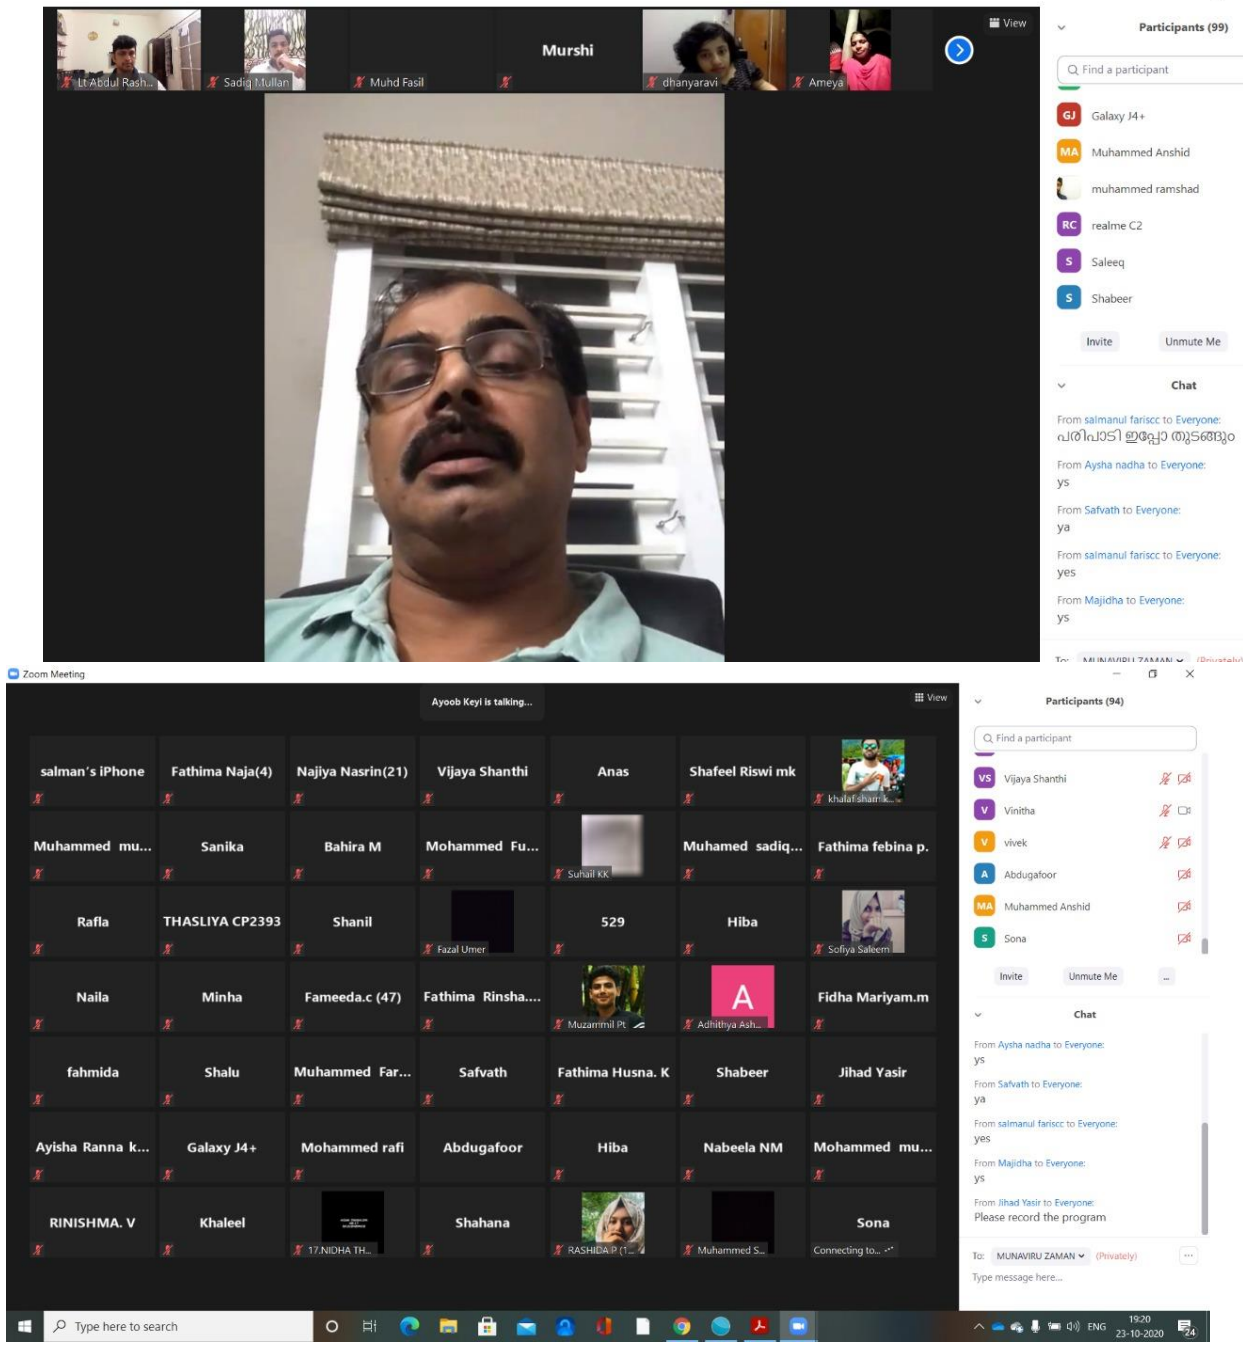 View
Lt Abdul Rash...
Sadiq Mullan
Muhd Fasil
Murshi
dhanyaravi
Ameya
Participants (99)
Find a participant
GJ Galaxy J4+
MA Muhammed Anshid
muhammed ramshad
RC realme C2
S Saleeq
S Shabeer
Invite Unmute Me
Chat
From salmanul fariscc to Everyone:
പരിപാടി ഇപ്പോ തുടങ്ങും
From Aysha nadha to Everyone:
ys
From Safvath to Everyone:
ya
From salmanul fariscc to Everyone:
yes
From Majidha to Everyone:
ys
To: MUNAVIRU ZAMAN (Privately)
Zoom Meeting
Ayoob Keyi is talking...
View
salman's iPhone Fathima Naja(4) Najiya Nasrin(21) Vijaya Shanthi Anas Shafeel Riswi mk khalaf shamik...
Muhammed mu... Sanika Bahira M Mohammed Fu... Suhail KK Muhamed sadiq... Fathima febina p.
Rafla THASLIYA CP2393 Shanil Fazal Umer 529 Hiba Sofiya Saleem
Naila Minha Fameeda.c (47) Fathima Rinsha.... Muzammil Pt A Adhithya Ash... Fidha Mariyam.m
fahmida Shalu Muhammed Far... Safvath Fathima Husna. K Shabeer Jihad Yasir
Ayisha Ranna k... Galaxy J4+ Mohammed rafi Abdugafoor Hiba Nabeela NM Mohammed mu...
RINISHMA. V Khaleel 17.NIDHA TH... Shahana RASHIDA P (1... Muhammed S... Sona
Connecting to...
Participants (94)
Find a participant
VS Vijaya Shanthi
V Vinitha
V vivek
A Abdugafoor
MA Muhammed Anshid
S Sona
Invite Unmute Me ...
Chat
From Aysha nadha to Everyone:
ys
From Safvath to Everyone:
ya
From salmanul fariscc to Everyone:
yes
From Majidha to Everyone:
ys
From Jihad Yasir to Everyone:
Please record the program
To: MUNAVIRU ZAMAN (Privately) ...
Type message here...
Type here to search
ENG
19:20
23-10-2020
24